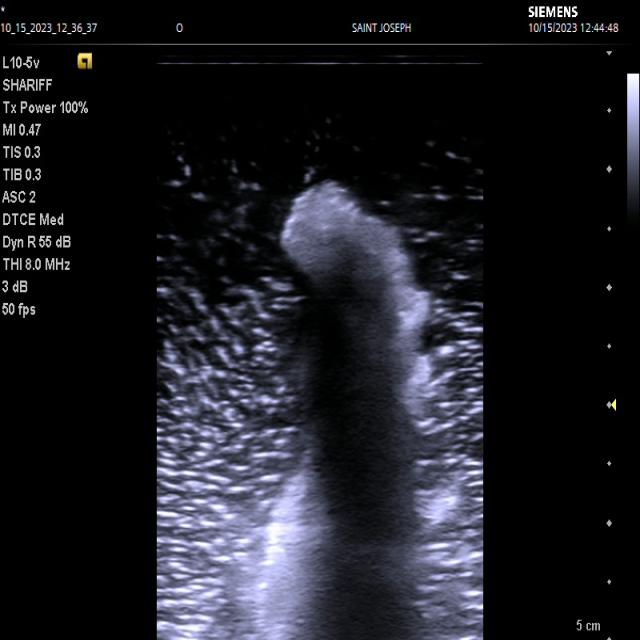 *
SIEMENS
10_15_2023_12_36_37 O SAINT JOSEPH 10/15/2023 12:44:48
L10-5v
SHARIFF
Tx Power 100%
MI 0.47
TIS 0.3
TIB 0.3
ASC 2
DTCE Med
Dyn R 55 dB
THI 8.0 MHz
3 dB
50 fps
5 cm